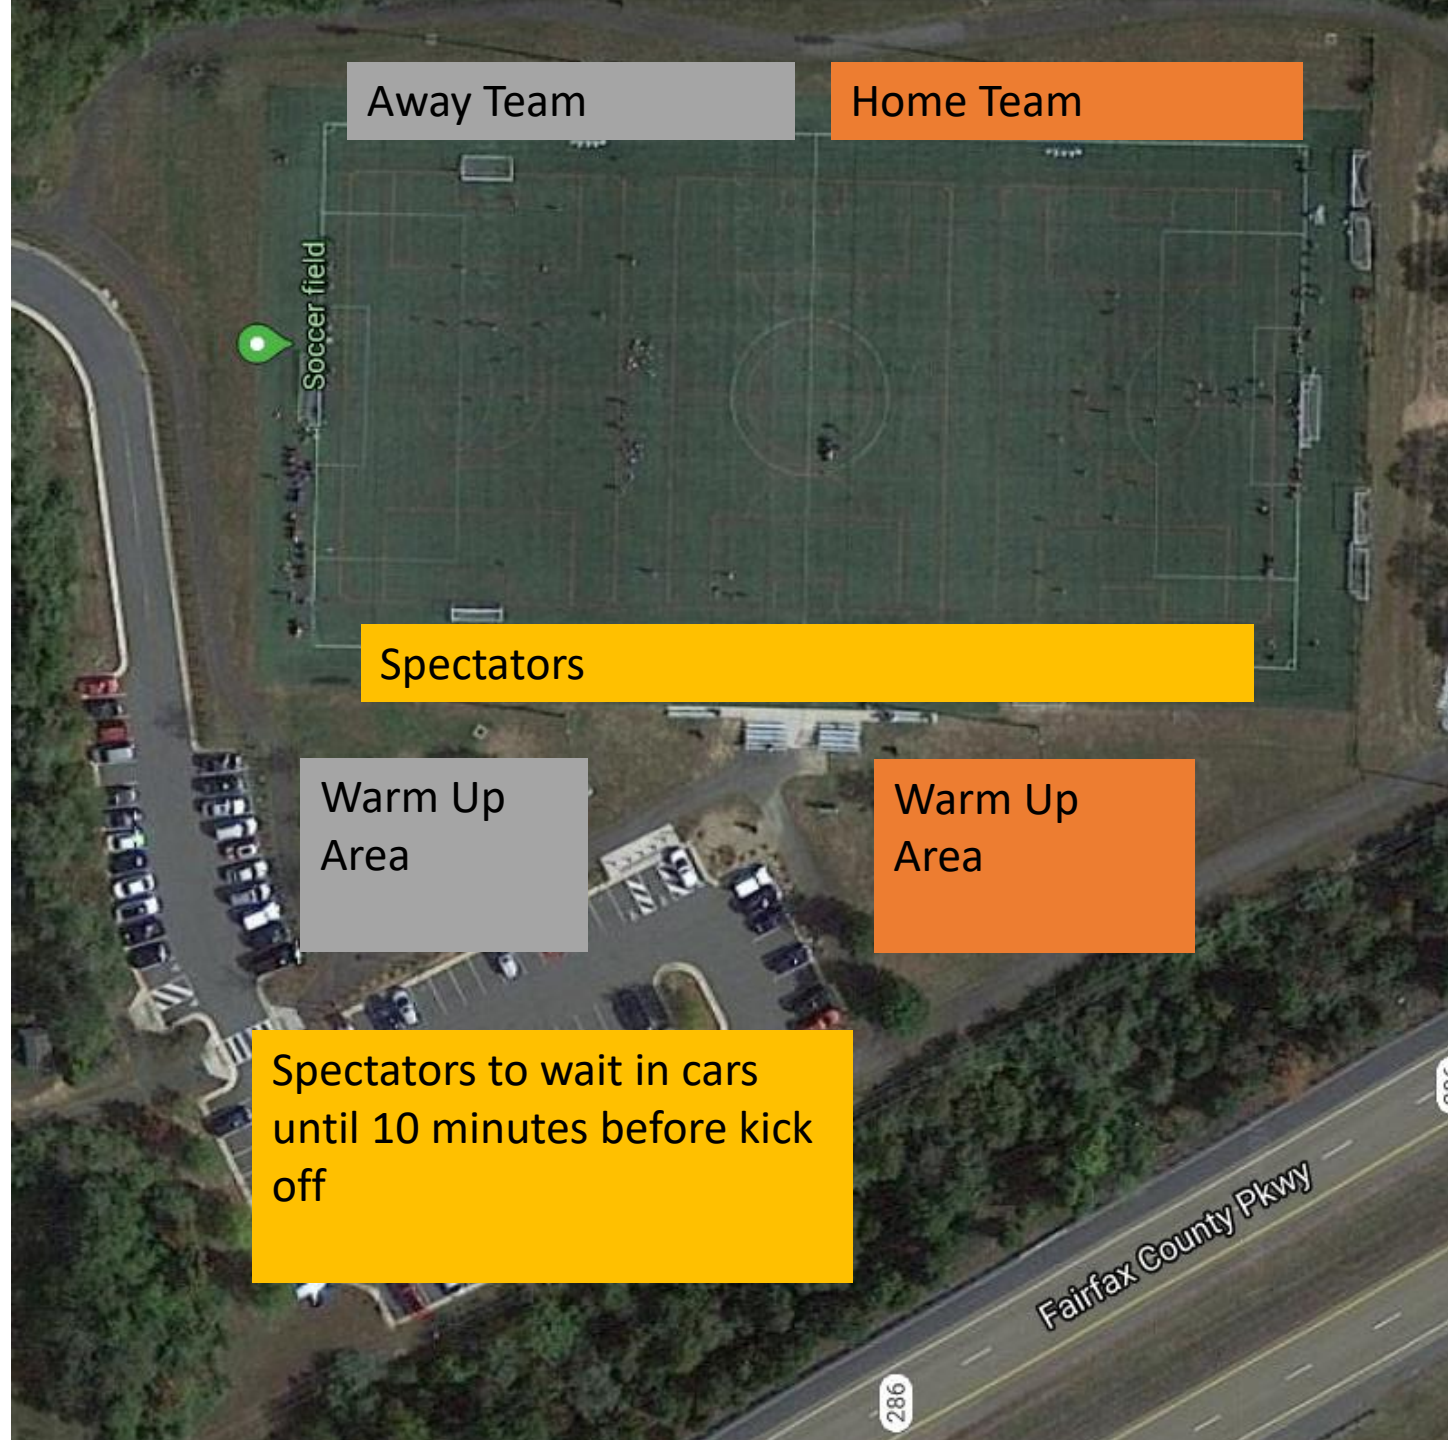 Away Team
Home Team
Soccer field
Spectators
Warm Up
Area
Warm Up
Area
Spectators to wait in cars
until 10 minutes before kick
off
Fairfax County Pkwy
286